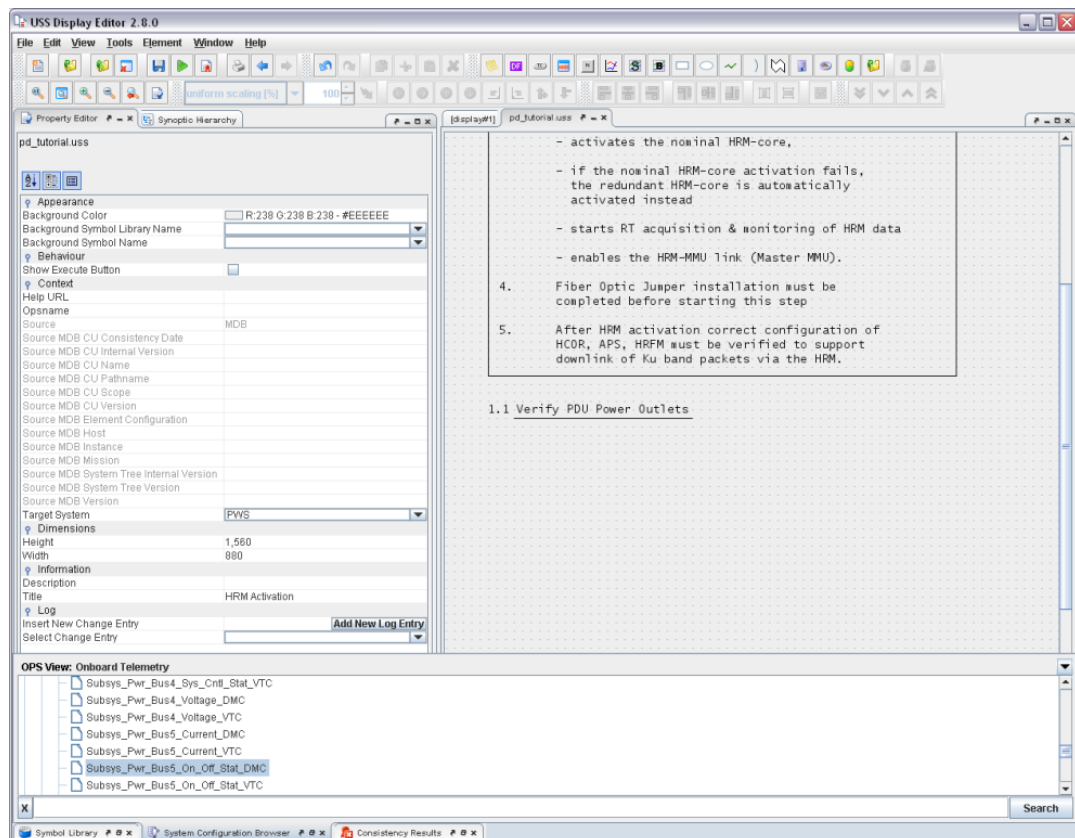 USS Display Editor 2.8.0
File Edit View Tools Element Window Help
uniform scaling [%] 100
Property Editor Synoptic Hierarchy
[display#1] pd_tutorial.uss
pd_tutorial.uss
Appearance
Background Color R:238 G:238 B:238 - #EEEEEE
Background Symbol Library Name
Background Symbol Name
Behaviour
Show Execute Button
Context
Help URL
Opsname
Source MDB
Source MDB CU Consistency Date
Source MDB CU Internal Version
Source MDB CU Name
Source MDB CU Pathname
Source MDB CU Scope
Source MDB CU Version
Source MDB Element Configuration
Source MDB Host
Source MDB Instance
Source MDB Mission
Source MDB System Tree Internal Version
Source MDB System Tree Version
Source MDB Version
Target System PWS
Dimensions
Height 1,560
Width 880
Information
Description
Title HRM Activation
Log
Insert New Change Entry Add New Log Entry
Select Change Entry
- activates the nominal HRM-core,
- if the nominal HRM-core activation fails,
the redundant HRM-core is automatically
activated instead
- starts RT acquisition & monitoring of HRM data
- enables the HRM-MMU link (Master MMU).
4. Fiber Optic Jumper installation must be
completed before starting this step
5. After HRM activation correct configuration of
HCOR, APS, HRFM must be verified to support
downlink of Ku band packets via the HRM.
1.1 Verify PDU Power Outlets
OPS View: Onboard Telemetry
Subsys_Pwr_Bus4_Sys_Cntl_Stat_VTC
Subsys_Pwr_Bus4_Voltage_DMC
Subsys_Pwr_Bus4_Voltage_VTC
Subsys_Pwr_Bus5_Current_DMC
Subsys_Pwr_Bus5_Current_VTC
Subsys_Pwr_Bus5_On_Off_Stat_DMC
Subsys_Pwr_Bus5_On_Off_Stat_VTC
X Search
Symbol Library System Configuration Browser Consistency Results